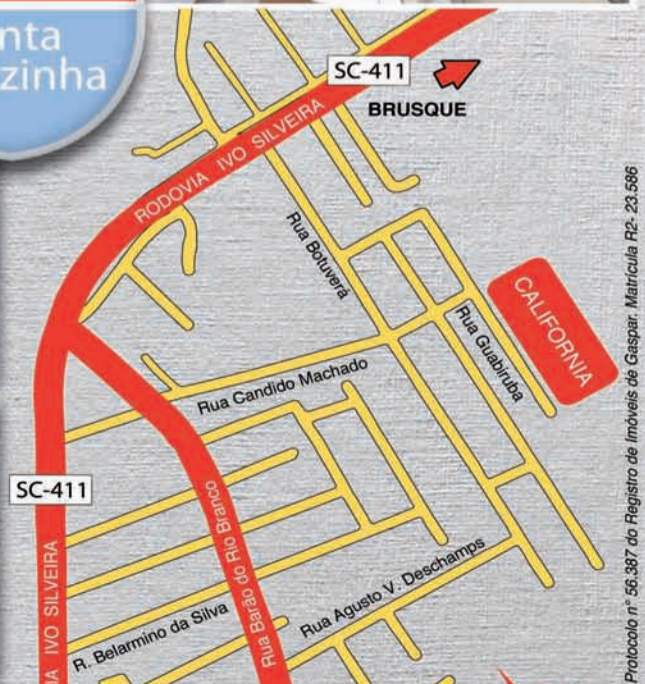 nta
zinha
SC-411
BRUSQUE
RODOVIA IVO SILVEIRA
Rua Botuverá
CALIFORNIA
Rua Guabiruba
Rua Candido Machado
SC-411
Rua Barão do Rio Branco
IA IVO SILVEIRA
R. Belarmino da Silva
Rua Agusto V. Deschamps
Protocolo n° 56.387 do Registro de Imóveis de Gaspar. Matrícula R2- 23.586